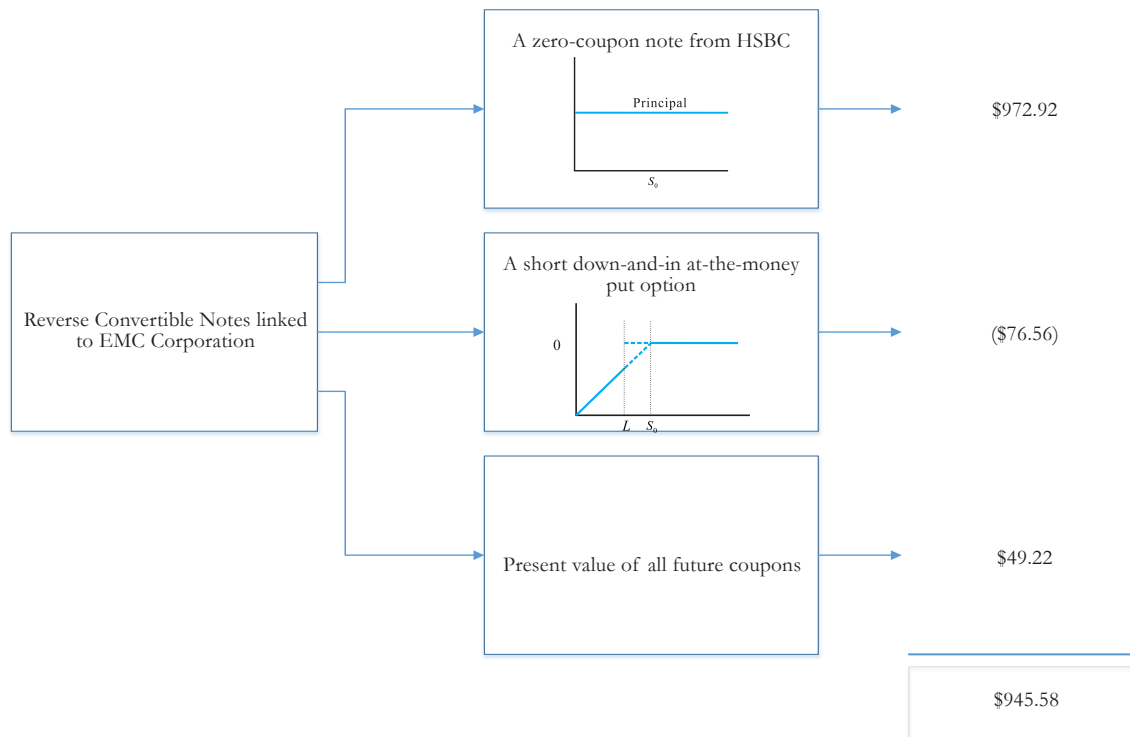 A zero-coupon note from HSBC
Principal
S₀
$972.92
Reverse Convertible Notes linked
to EMC Corporation
A short down-and-in at-the-money
put option
0
L S₀
($76.56)
Present value of all future coupons
$49.22
$945.58